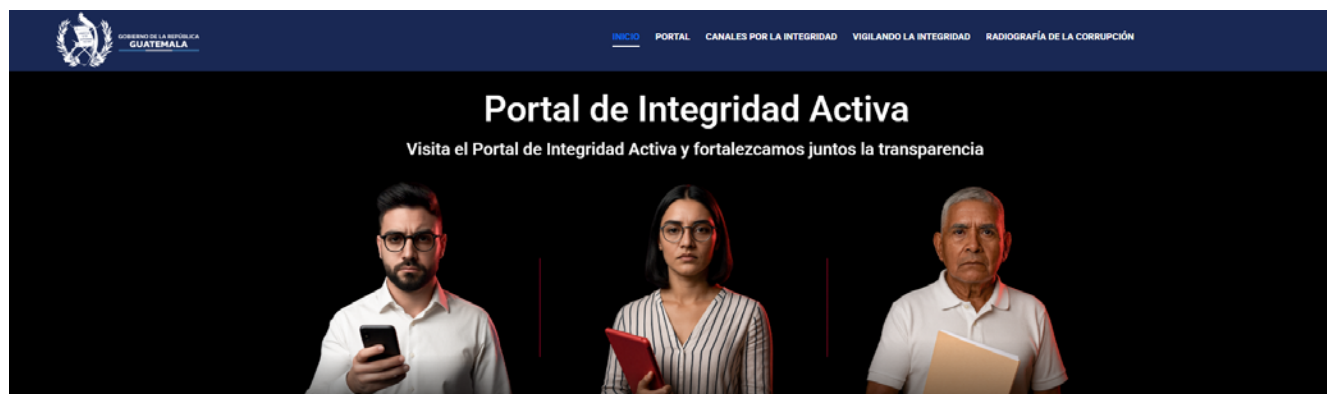 GOBIERNO DE LA REPÚBLICA
GUATEMALA
INICIO PORTAL CANALES POR LA INTEGRIDAD VIGILANDO LA INTEGRIDAD RADIOGRAFÍA DE LA CORRUPCIÓN
Portal de Integridad Activa
Visita el Portal de Integridad Activa y fortalezcamos juntos la transparencia